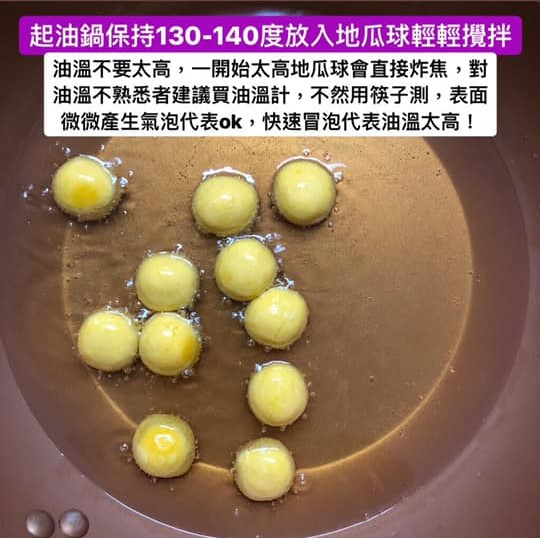 起油鍋保持130-140度放入地瓜球輕輕攪拌
油溫不要太高，一開始太高地瓜球會直接炸焦，對
油溫不熟悉者建議買油溫計，不然用筷子測，表面
微微產生氣泡代表ok，快速冒泡代表油溫太高！